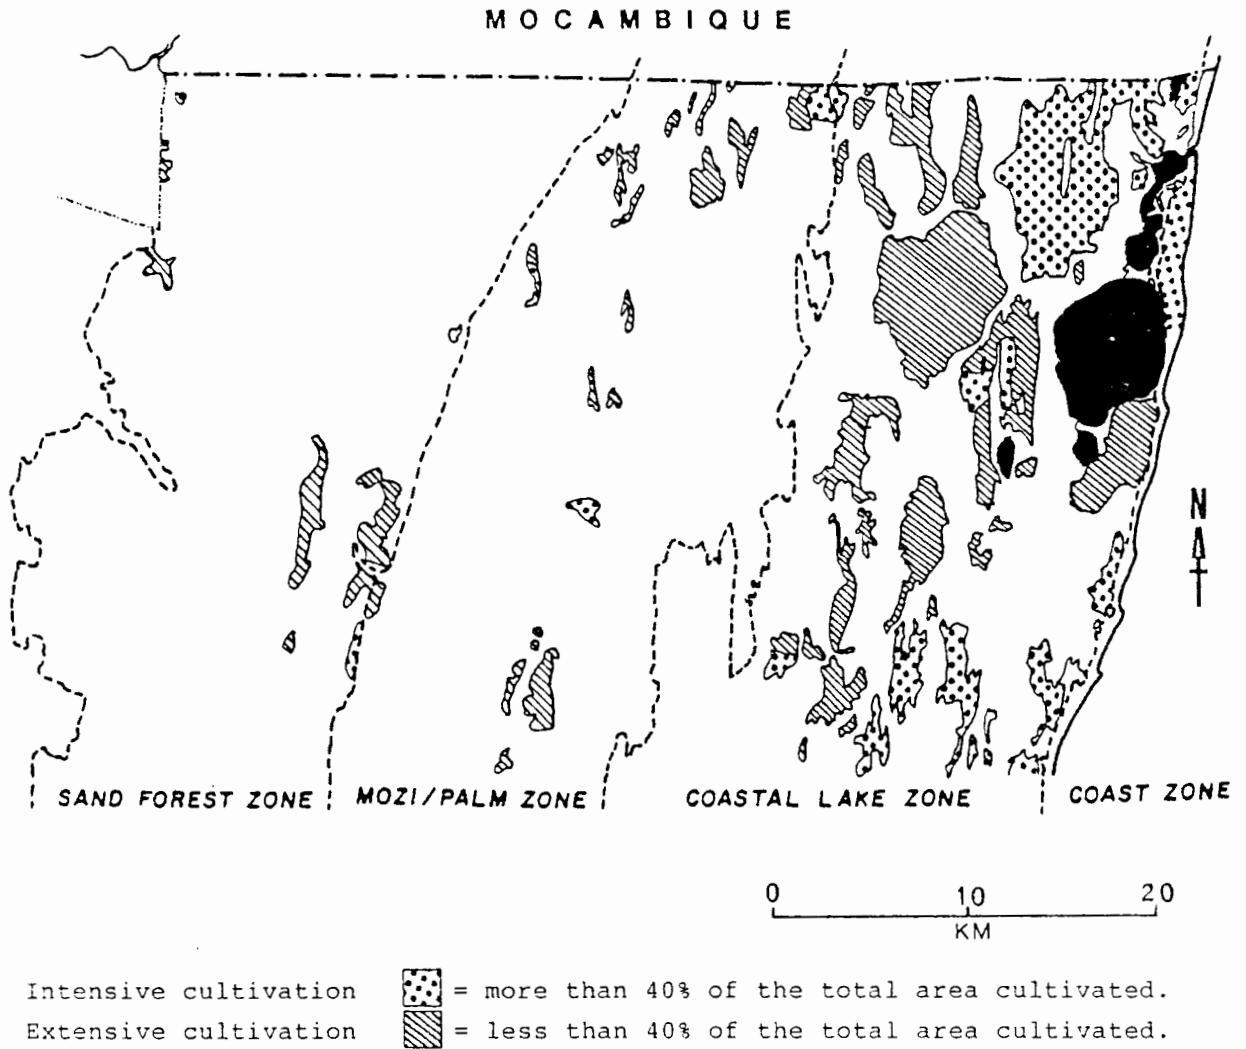 MOCAMBIQUE
N
SAND FOREST ZONE
MOZI/PALM ZONE
COASTAL LAKE ZONE
COAST ZONE
0 10 20
KM
Intensive cultivation = more than 40% of the total area cultivated.
Extensive cultivation = less than 40% of the total area cultivated.